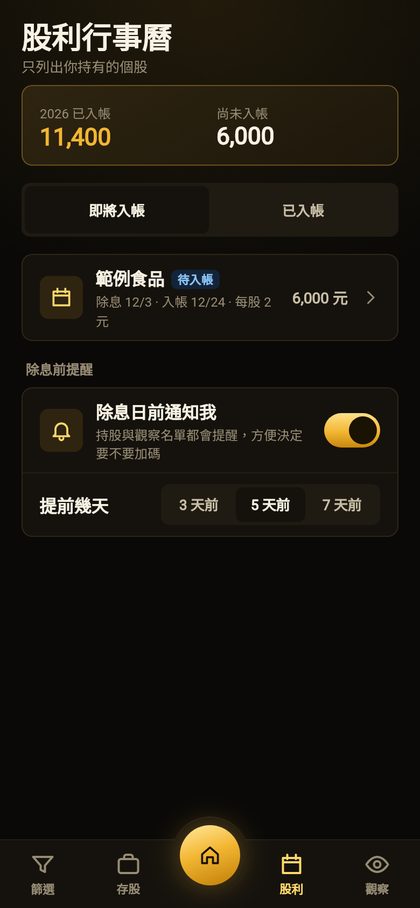 股利行事曆
只列出你持有的個股
2026 已入帳
尚未入帳
11,400
6,000
即將入帳
已入帳
範例食品 待入帳
除息 12/3 · 入帳 12/24 · 每股 2
元
6,000 元
除息前提醒
除息日前通知我
持股與觀察名單都會提醒，方便決定
要不要加碼
提前幾天
3 天前
5 天前
7 天前
篩選
存股
股利
觀察